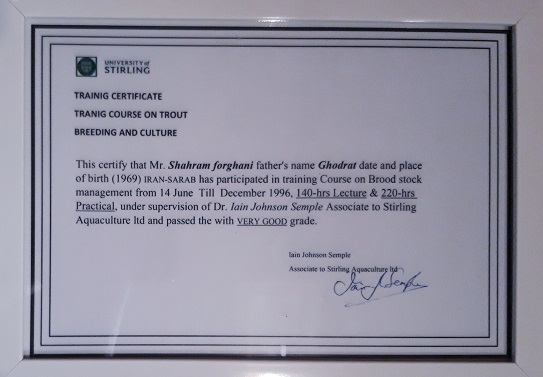 UNIVERSITY of
STIRLING
TRAINIG CERTIFICATE
TRANIG COURSE ON TROUT
BREEDING AND CULTURE
This certify that Mr. Shahram forghani father's name Ghodrat date and place
of birth (1969) IRAN-SARAB has participated in training Course on Brood stock
management from 14 June Till December 1996, 140-hrs Lecture & 220-hrs
Practical, under supervision of Dr. Iain Johnson Semple Associate to Stirling
Aquaculture ltd and passed the with VERY GOOD grade.
Iain Johnson Semple
Associate to Stirling Aquaculture ltd
Iain J Semple